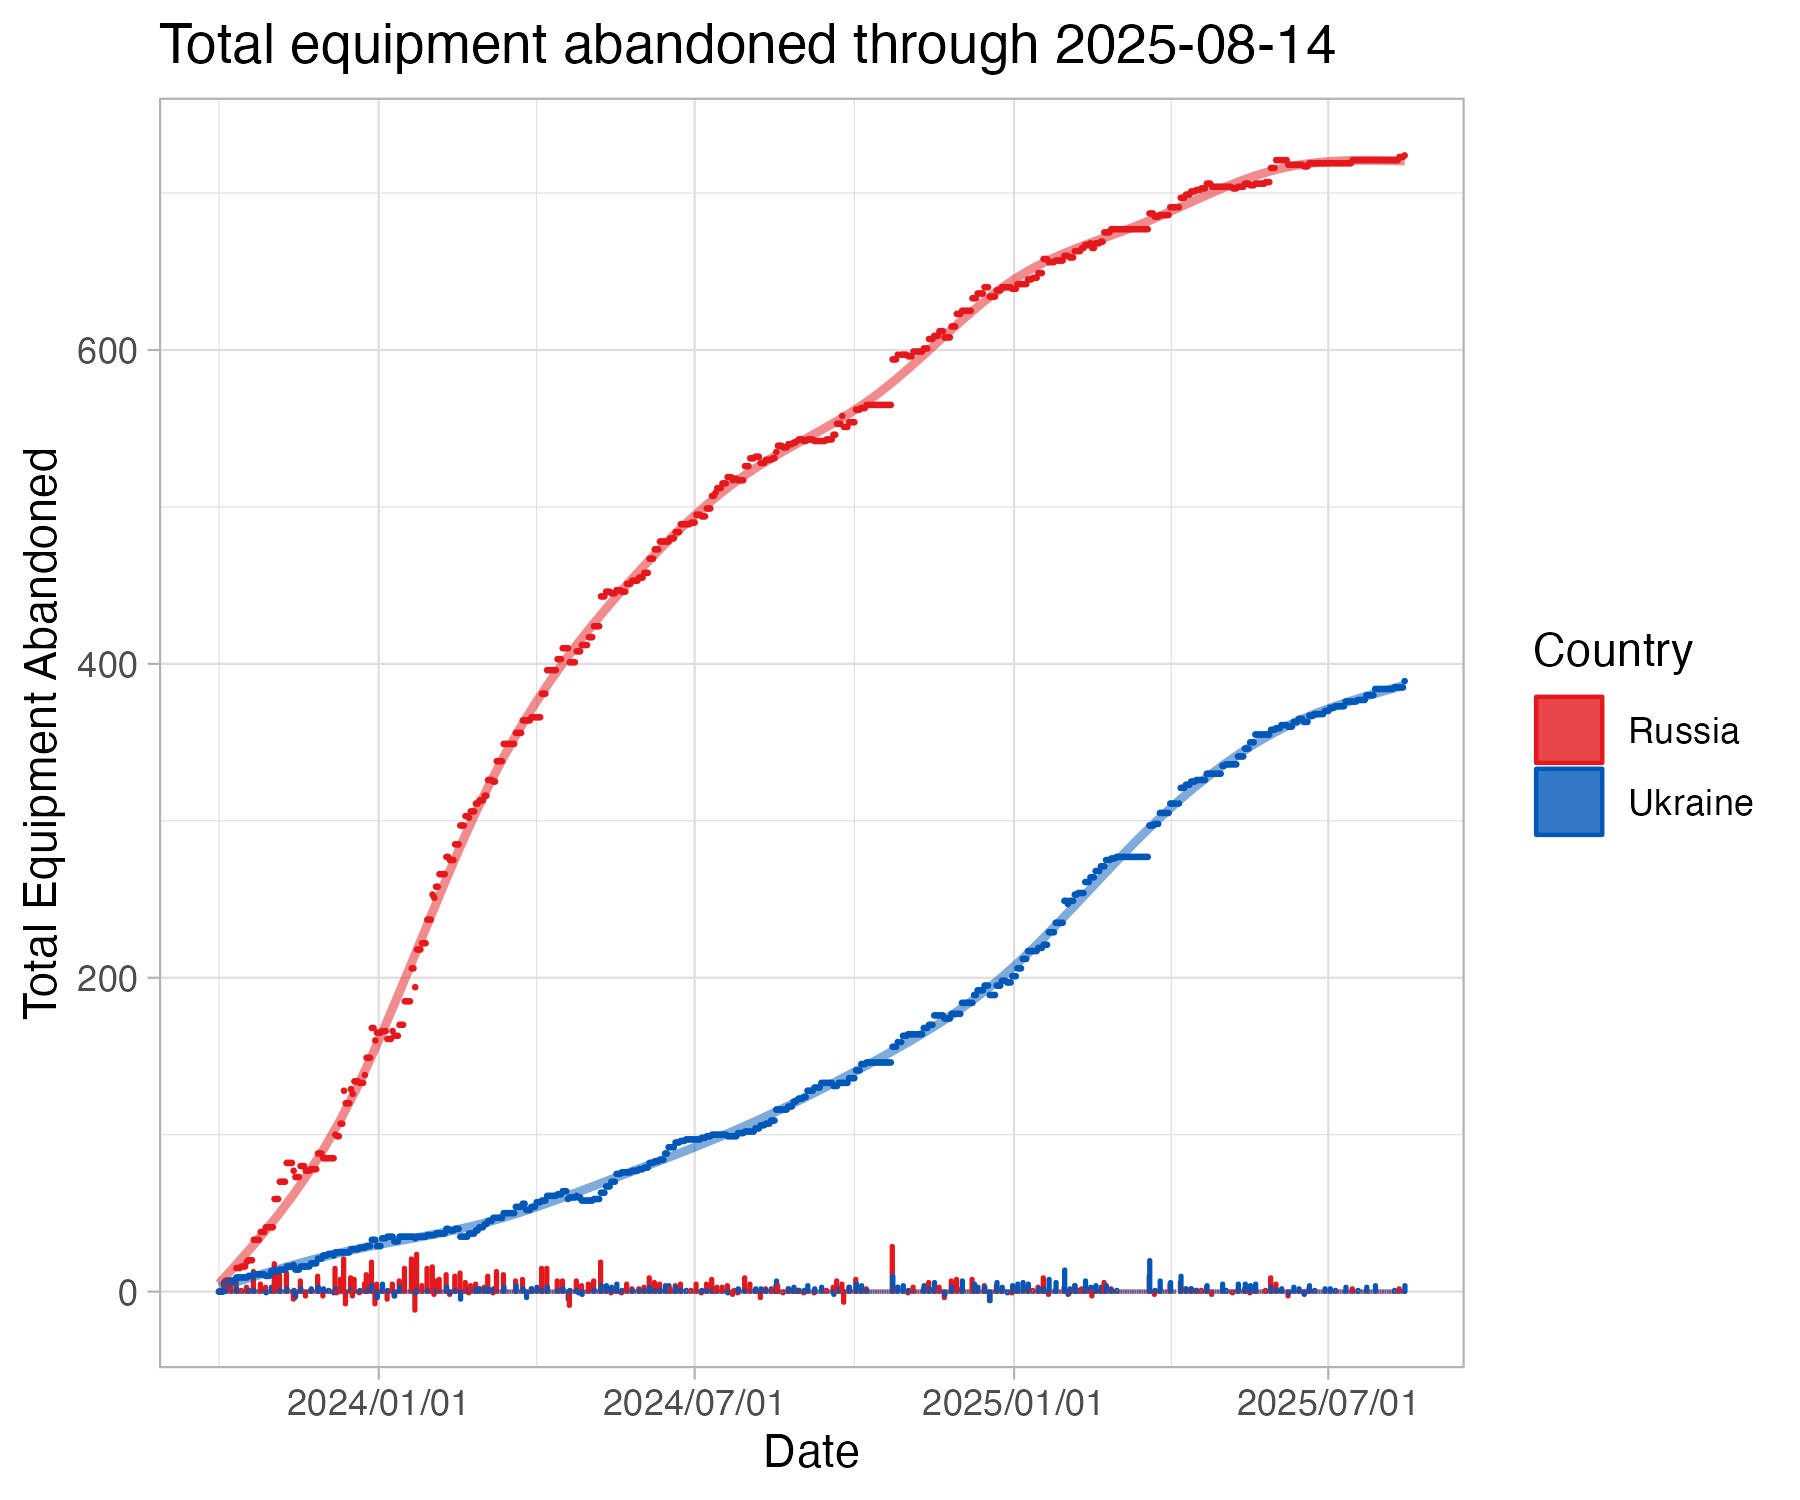 Total equipment abandoned through 2025-08-14
Total Equipment Abandoned
600
400
200
0
2024/01/01
2024/07/01
2025/01/01
2025/07/01
Date
Country
Russia
Ukraine